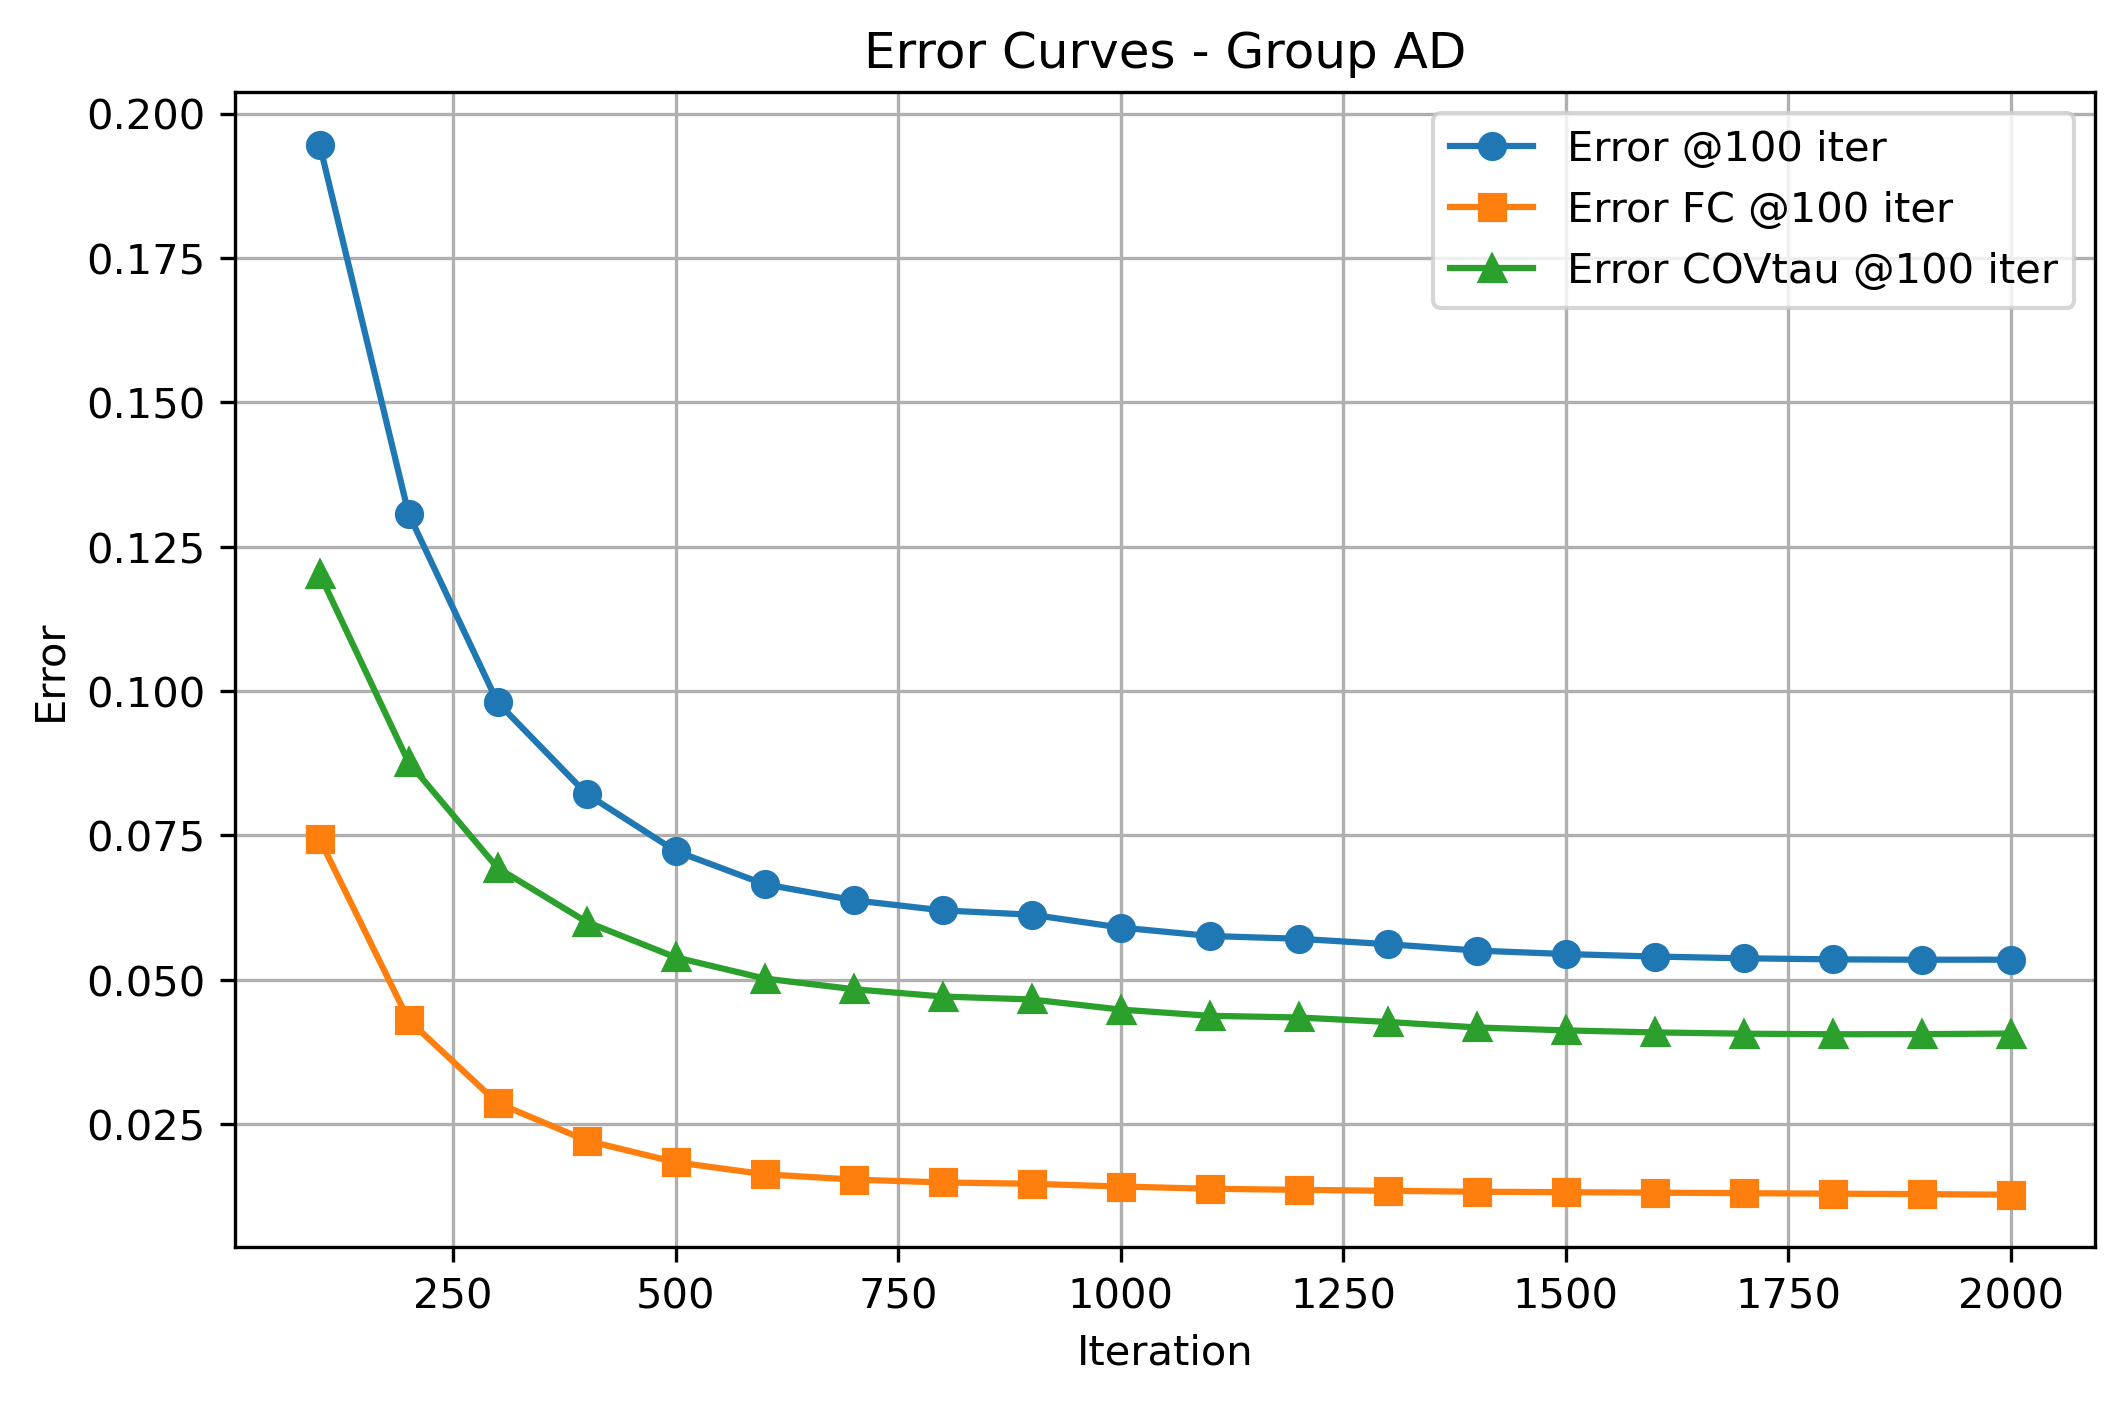 Error Curves - Group AD
Error @100 iter
Error FC @100 iter
Error COVtau @100 iter
Error
0.200
0.175
0.150
0.125
0.100
0.075
0.050
0.025
250 500 750 1000 1250 1500 1750 2000
Iteration